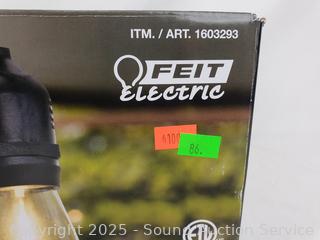 ITM. / ART. 1603293
FEIT
Electric
86.
Copyright 2025 - Sound Auction Service